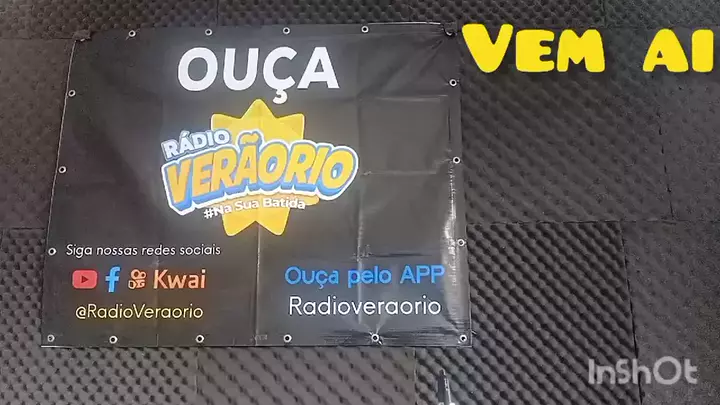 OUÇA
Vem ai
RÁDIO
VERÃORIO
#Na Sua Batida
Siga nossas redes sociais
Kwai
@RadioVeraorio
Ouça pelo APP
Radioveraorio
InShOt